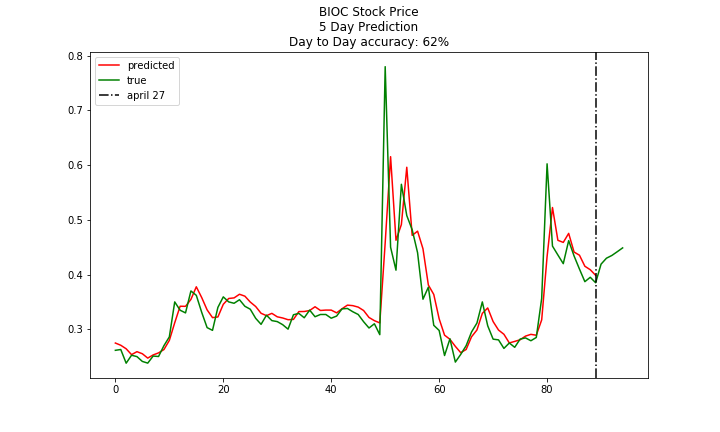 BIOC Stock Price
5 Day Prediction
Day to Day accuracy: 62%
predicted
true
april 27
0.8
0.7
0.6
0.5
0.4
0.3
0 20 40 60 80